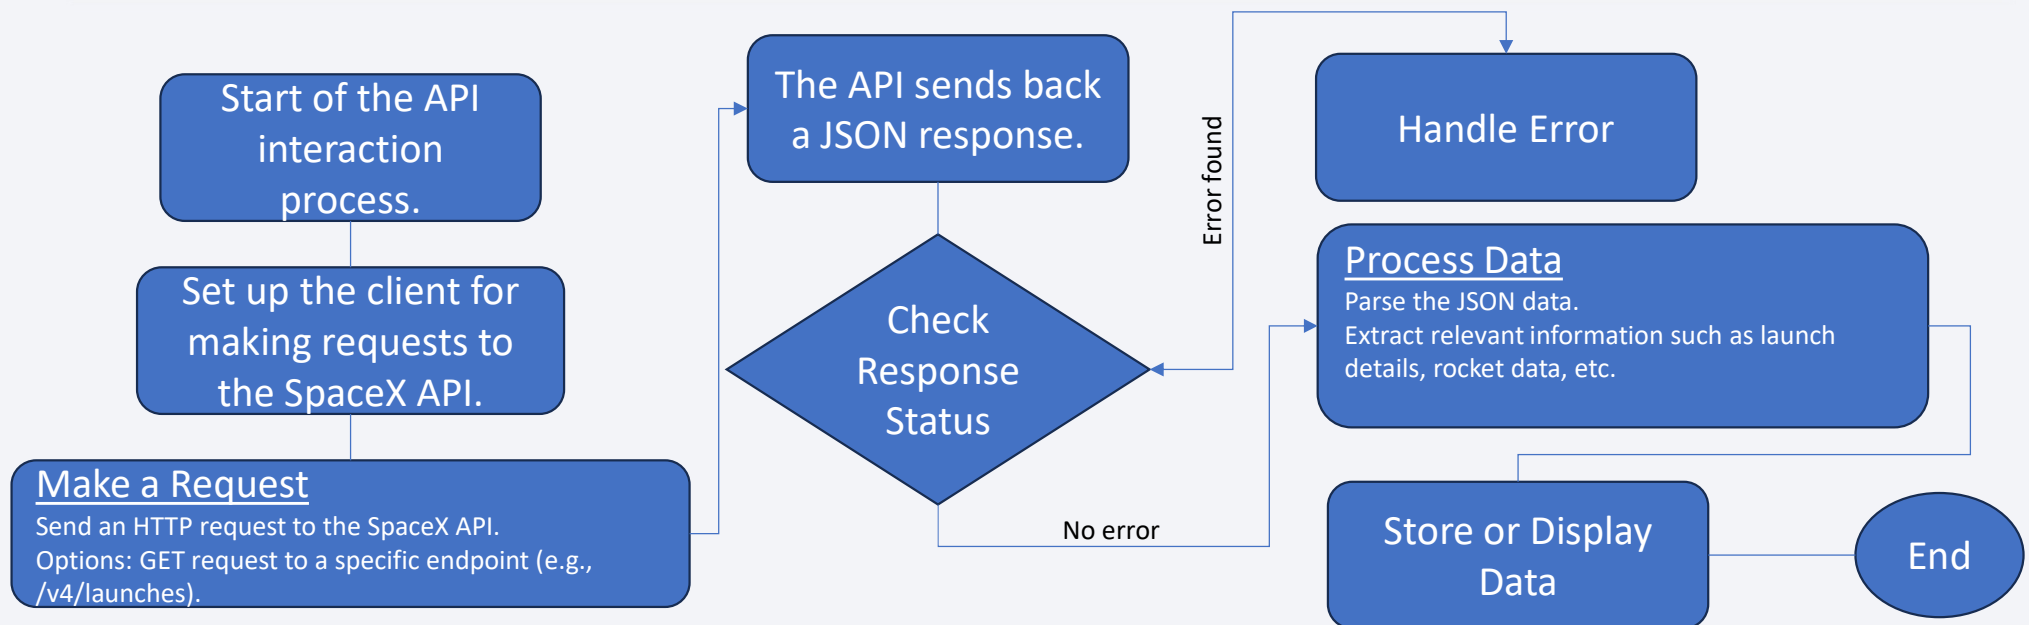 Start of the API
interaction
process.
Set up the client for
making requests to
the SpaceX API.
Make a Request
Send an HTTP request to the SpaceX API.
Options: GET request to a specific endpoint (e.g.,
/v4/launches).
The API sends back
a JSON response.
Check
Response
Status
Error found
No error
Handle Error
Process Data
Parse the JSON data.
Extract relevant information such as launch
details, rocket data, etc.
Store or Display
Data
End